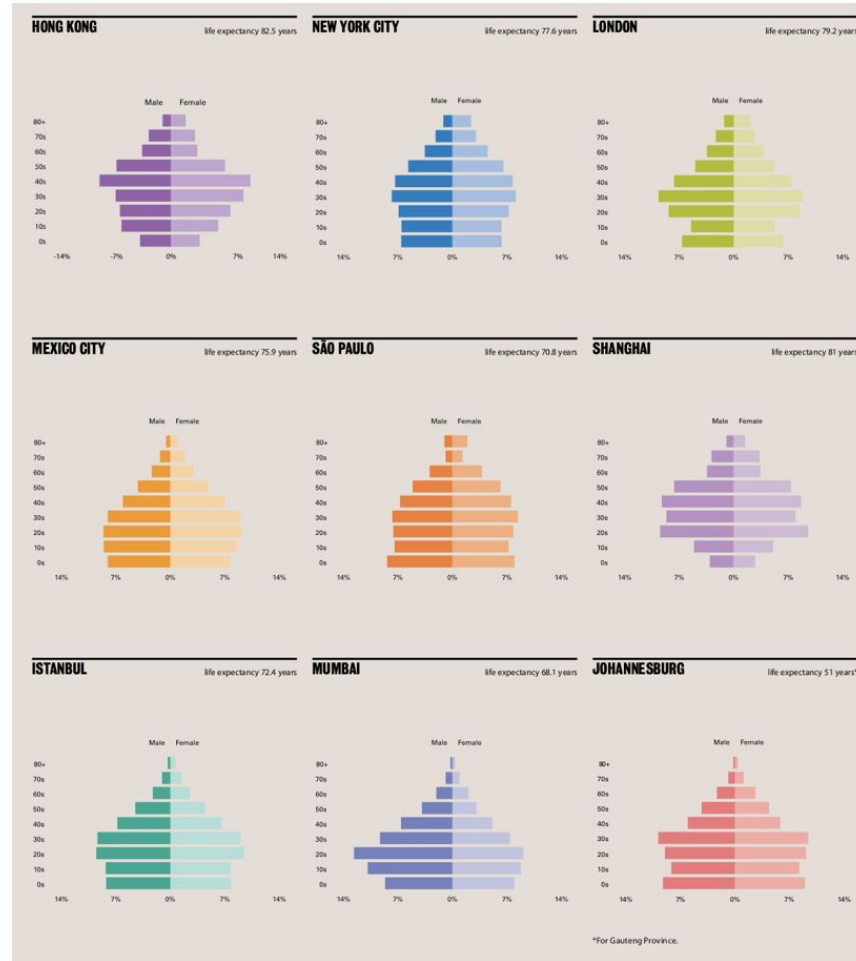 HONG KONG
life expectancy 82.5 years
Male Female
80+
70s
60s
50s
40s
30s
20s
10s
0s
-14% -7% 0% 7% 14%
NEW YORK CITY
life expectancy 77.6 years
Male Female
80+
70s
60s
50s
40s
30s
20s
10s
0s
14% 7% 0% 7% 14%
LONDON
life expectancy 79.2 years
Male Female
80+
70s
60s
50s
40s
30s
20s
10s
0s
14% 7% 0% 7% 14%
MEXICO CITY
life expectancy 75.9 years
Male Female
80+
70s
60s
50s
40s
30s
20s
10s
0s
14% 7% 0% 7% 14%
SÃO PAULO
life expectancy 70.8 years
Male Female
80+
70s
60s
50s
40s
30s
20s
10s
0s
14% 7% 0% 7% 14%
SHANGHAI
life expectancy 81 years
Male Female
80+
70s
60s
50s
40s
30s
20s
10s
0s
14% 7% 0% 7% 14%
ISTANBUL
life expectancy 72.4 years
Male Female
80+
70s
60s
50s
40s
30s
20s
10s
0s
14% 7% 0% 7% 14%
MUMBAI
life expectancy 68.1 years
Male Female
80+
70s
60s
50s
40s
30s
20s
10s
0s
14% 7% 0% 7% 14%
JOHANNESBURG
life expectancy 51 years*
Male Female
80+
70s
60s
50s
40s
30s
20s
10s
0s
14% 7% 0% 7% 14%
*For Gauteng Province.